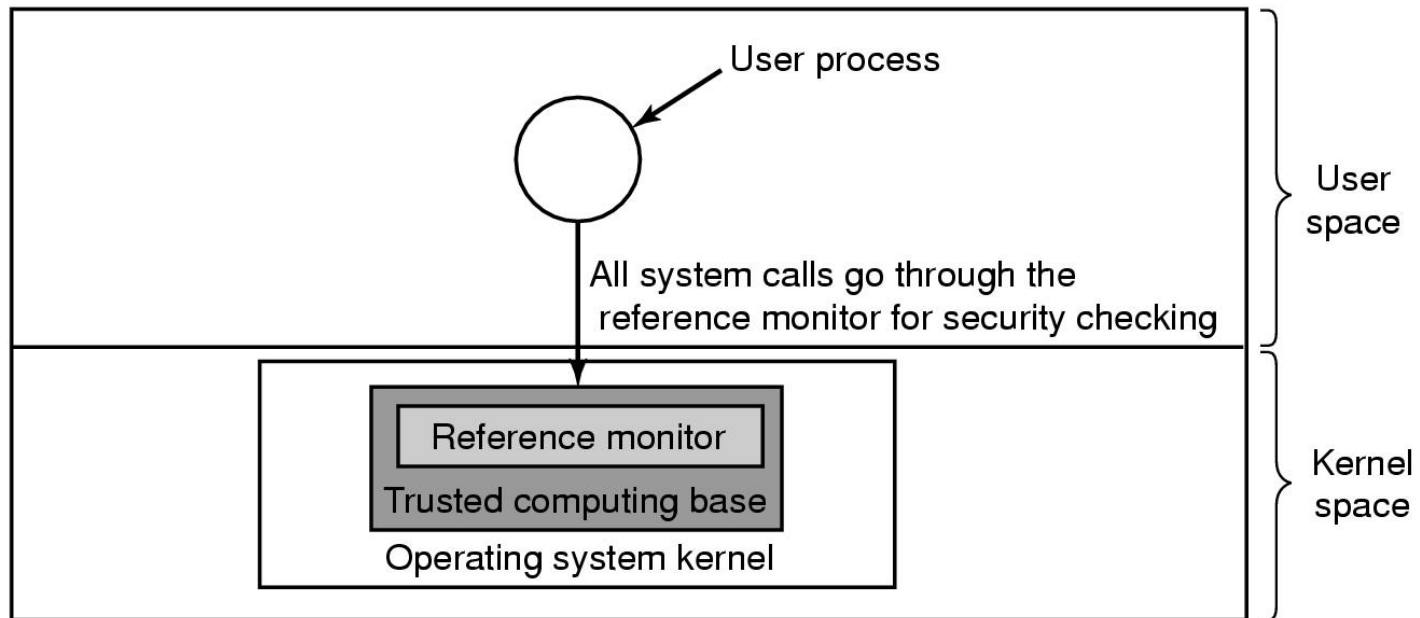 User process
User
space
All system calls go through the
reference monitor for security checking
Reference monitor
Trusted computing base
Operating system kernel
Kernel
space